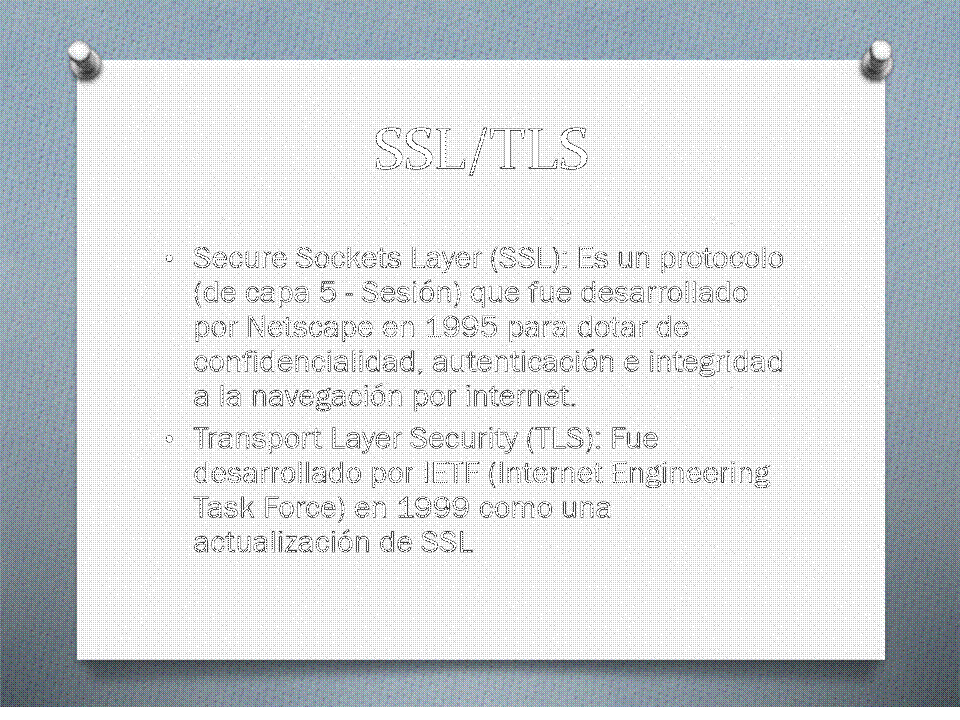 SSL/TLS
• Secure Sockets Layer (SSL): Es un protocolo
(de capa 5 - Sesión) que fue desarrollado
por Netscape en 1995 para dotar de
confidencialidad, autenticación e integridad
a la navegación por internet.
• Transport Layer Security (TLS): Fue
desarrollado por IETF (Internet Engineering
Task Force) en 1999 como una
actualización de SSL